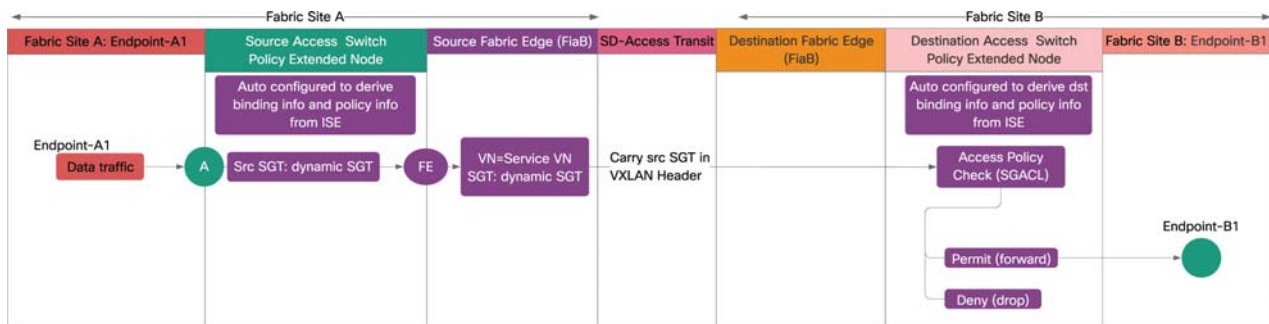 Fabric Site A
Fabric Site B
Fabric Site A: Endpoint-A1
Source Access Switch
Policy Extended Node
Source Fabric Edge (FiaB)
SD-Access Transit
Destination Fabric Edge
(FiaB)
Destination Access Switch
Policy Extended Node
Fabric Site B: Endpoint-B1
Auto configured to derive
binding info and policy info
from ISE
Auto configured to derive dst
binding info and policy info
from ISE
Endpoint-A1
Data traffic
A
Src SGT: dynamic SGT
FE
VN=Service VN
SGT: dynamic SGT
Carry src SGT in
VXLAN Header
Access Policy
Check (SGACL)
Endpoint-B1
Permit (forward)
Deny (drop)